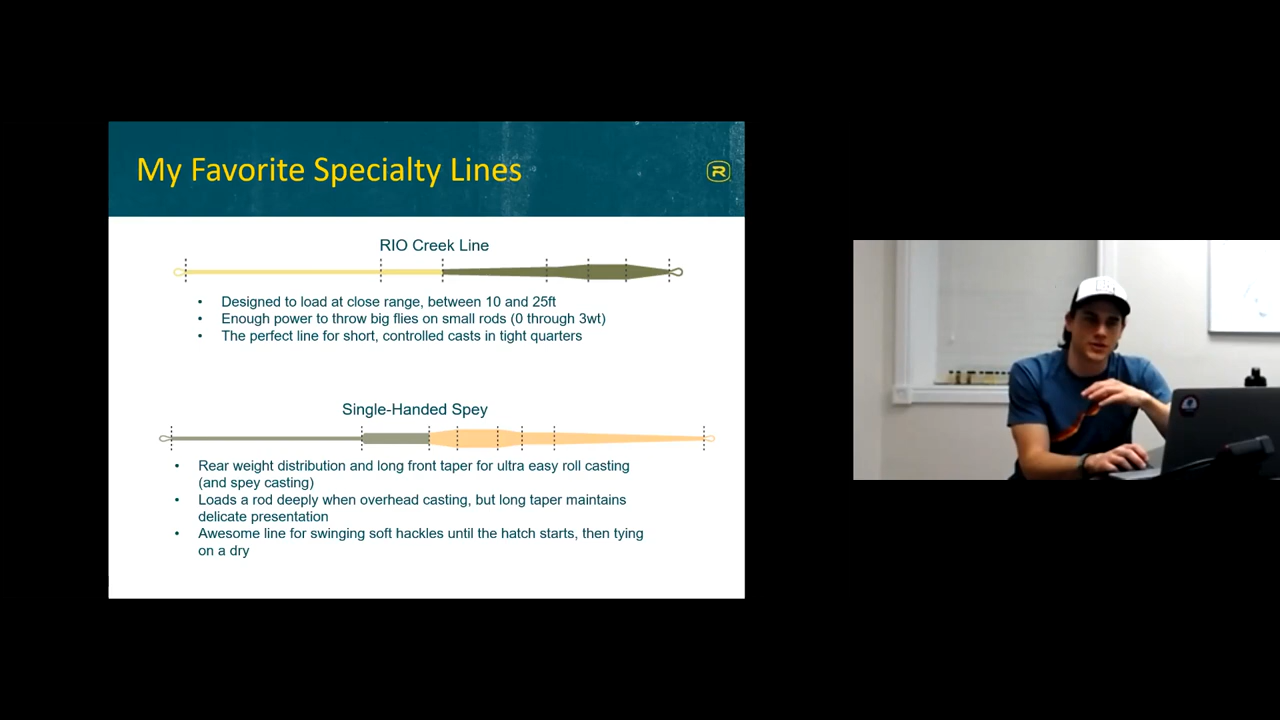 My Favorite Specialty Lines
R
RIO Creek Line
• Designed to load at close range, between 10 and 25ft
• Enough power to throw big flies on small rods (0 through 3wt)
• The perfect line for short, controlled casts in tight quarters
Single-Handed Spey
• Rear weight distribution and long front taper for ultra easy roll casting
(and spey casting)
• Loads a rod deeply when overhead casting, but long taper maintains
delicate presentation
• Awesome line for swinging soft hackles until the hatch starts, then tying
on a dry